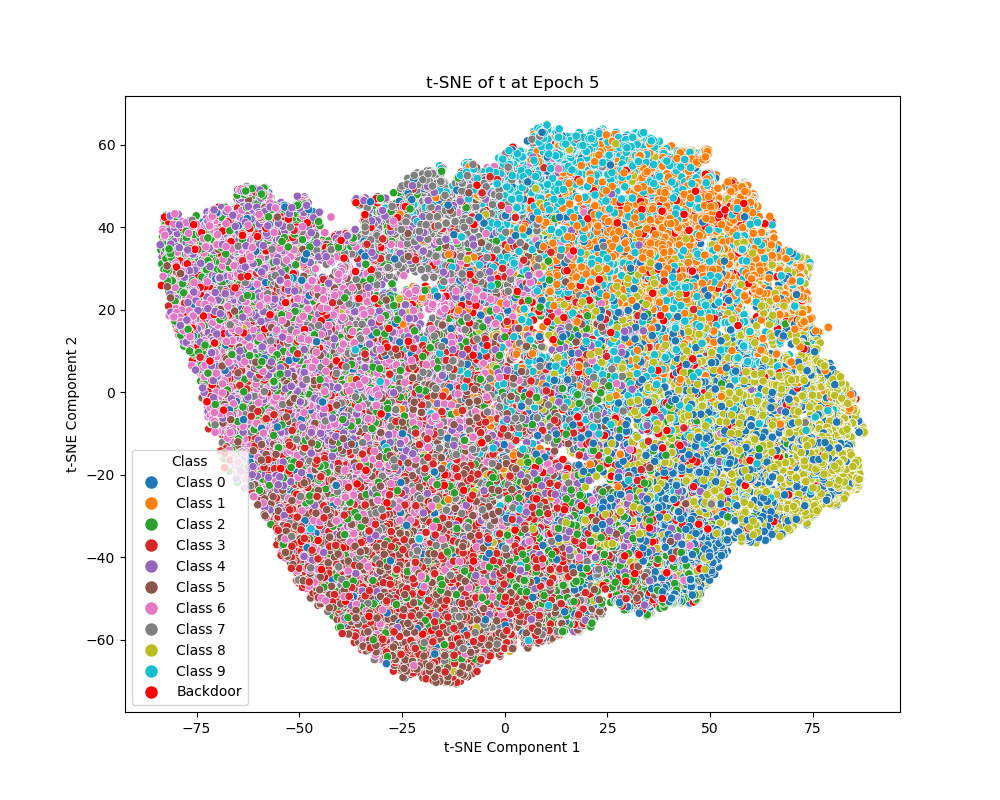 t-SNE of t at Epoch 5
60
40
20
0
−20
−40
−60
t-SNE Component 2
Class
Class 0
Class 1
Class 2
Class 3
Class 4
Class 5
Class 6
Class 7
Class 8
Class 9
Backdoor
−75
−50
−25
0
25
50
75
t-SNE Component 1